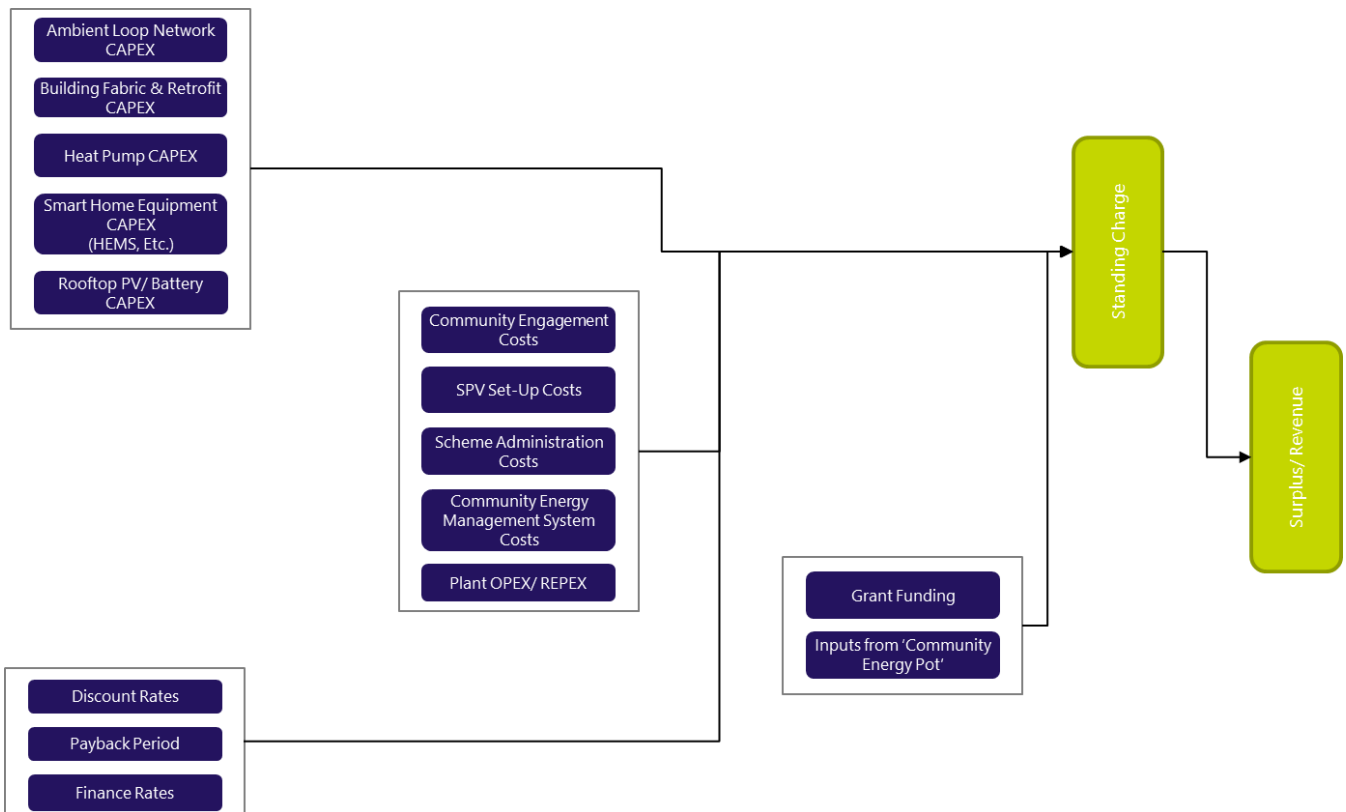 Ambient Loop Network
CAPEX
Building Fabric & Retrofit
CAPEX
Heat Pump CAPEX
Smart Home Equipment
CAPEX
(HEMS, Etc.)
Rooftop PV/ Battery
CAPEX
Community Engagement
Costs
SPV Set-Up Costs
Scheme Administration
Costs
Community Energy
Management System
Costs
Plant OPEX/ REPEX
Discount Rates
Payback Period
Finance Rates
Grant Funding
Inputs from ‘Community
Energy Pot’
Standing Charge
Surplus/ Revenue